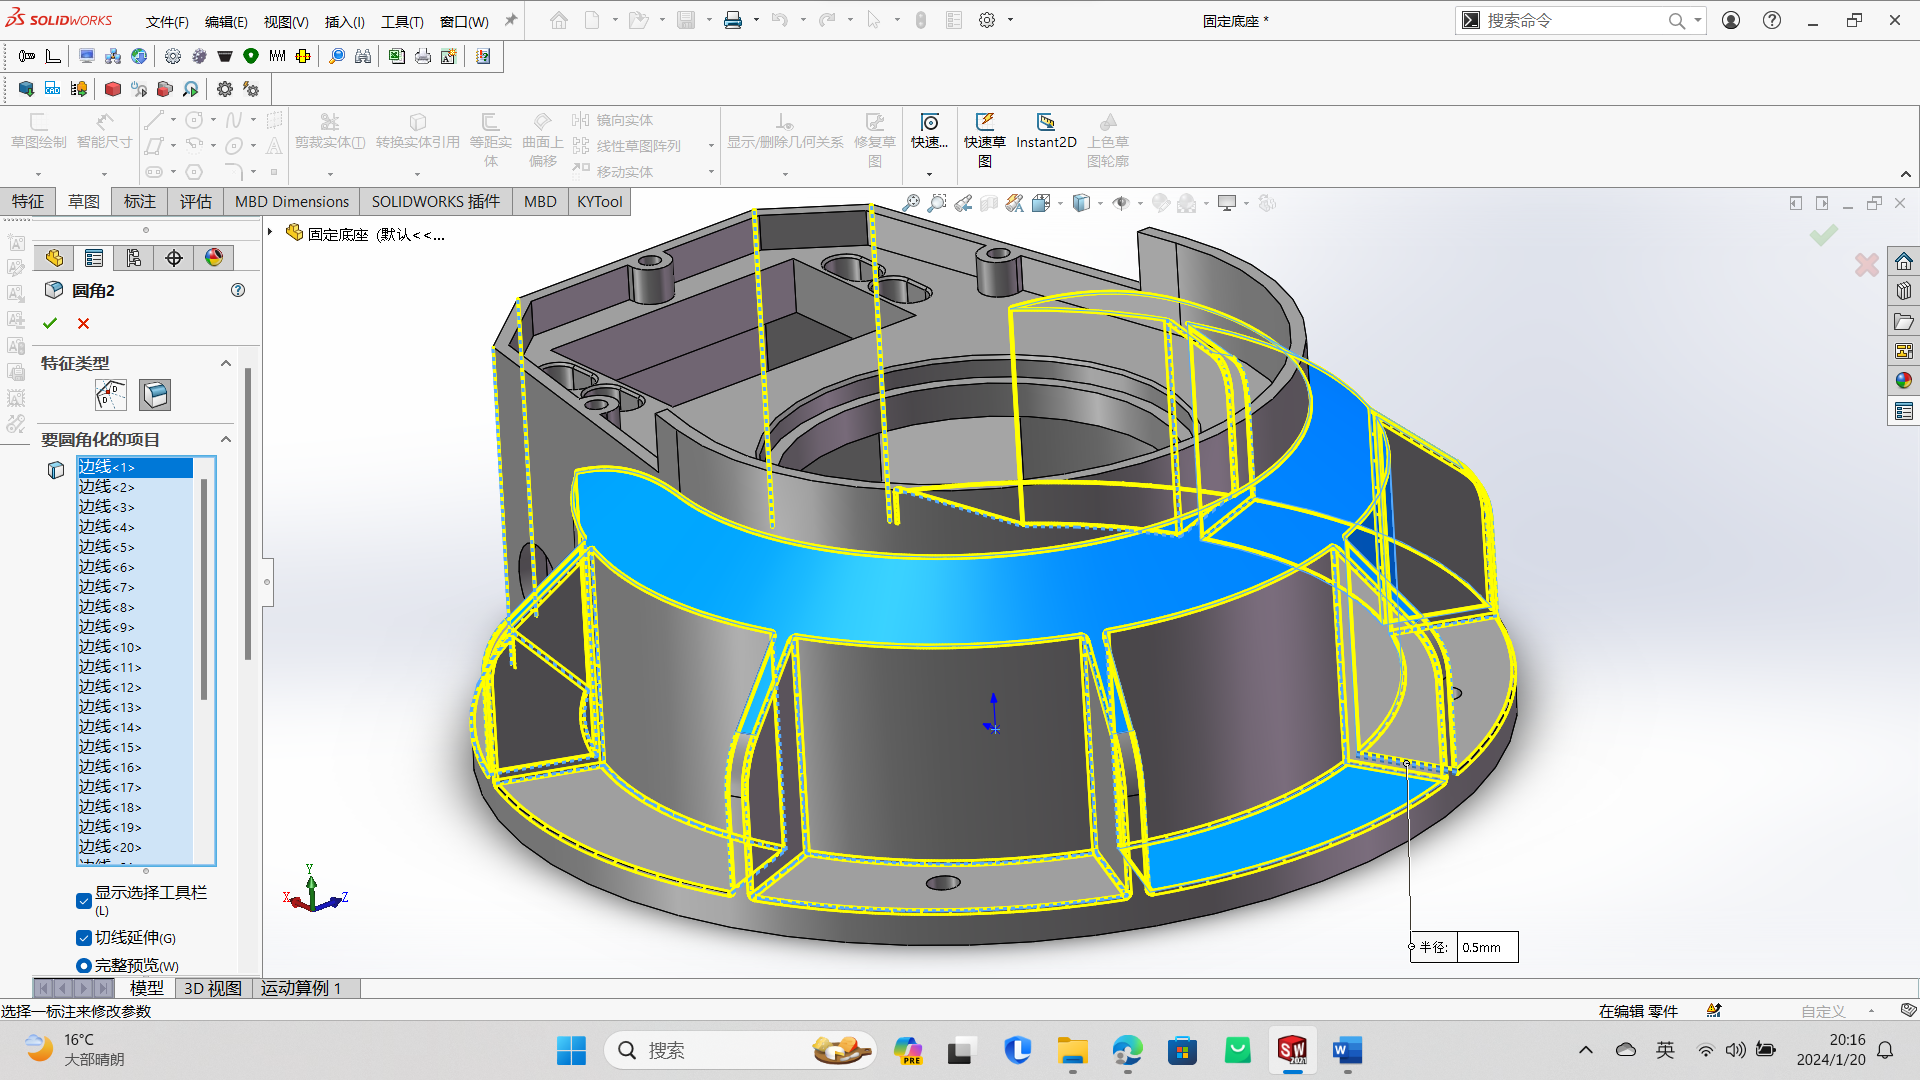 SOLIDWORKS
文件(F)
编辑(E)
视图(V)
插入(I)
工具(T)
窗口(W)
固定底座 *
搜索命令
草图绘制
智能尺寸
剪裁实体(I)
转换实体引用
等距实体
曲面上偏移
镜向实体
线性草图阵列
移动实体
显示/删除几何关系
修复草图
快速...
快速草图
Instant2D
上色草图轮廓
特征
草图
标注
评估
MBD Dimensions
SOLIDWORKS 插件
MBD
KYTool
固定底座 (默认<<...
圆角2
特征类型
要圆角化的项目
边线<1>
边线<2>
边线<3>
边线<4>
边线<5>
边线<6>
边线<7>
边线<8>
边线<9>
边线<10>
边线<11>
边线<12>
边线<13>
边线<14>
边线<15>
边线<16>
边线<17>
边线<18>
边线<19>
边线<20>
显示选择工具栏
(L)
切线延伸(G)
完整预览(W)
Y
X
Z
半径:
0.5mm
模型
3D 视图
运动算例 1
选择一标注来修改参数
在编辑 零件
自定义
16°C
大部晴朗
搜索
PRE
SW
2021
W
英
20:16
2024/1/20